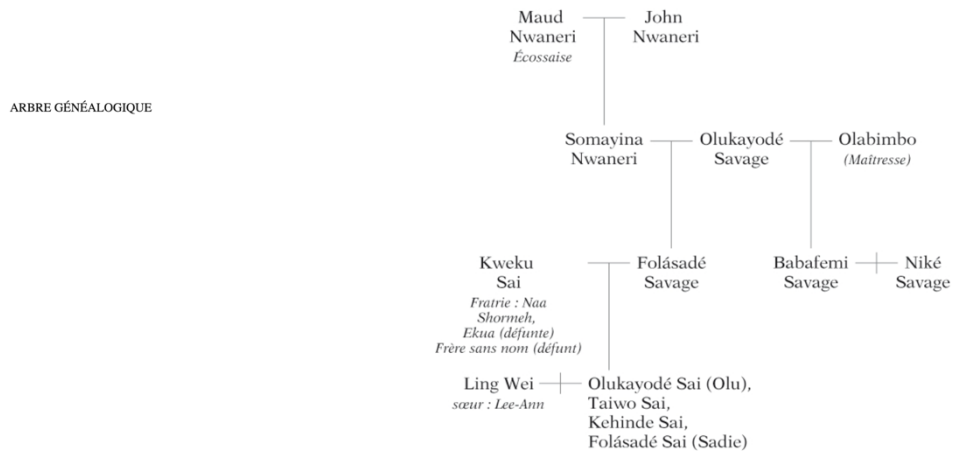 Maud
Nwaneri
Écossaise
John
Nwaneri
ARBRE GÉNÉALOGIQUE
Somayina
Nwaneri
Olukayodé
Savage
Olabimbo
(Maîtresse)
Kweku
Sai
Fratrie : Naa
Shormeh,
Ekua (défunte)
Frère sans nom (défunt)
Folásadé
Savage
Babafemi
Savage
Niké
Savage
Ling Wei
sœur : Lee-Ann
Olukayodé Sai (Olu),
Taiwo Sai,
Kehinde Sai,
Folásadé Sai (Sadie)